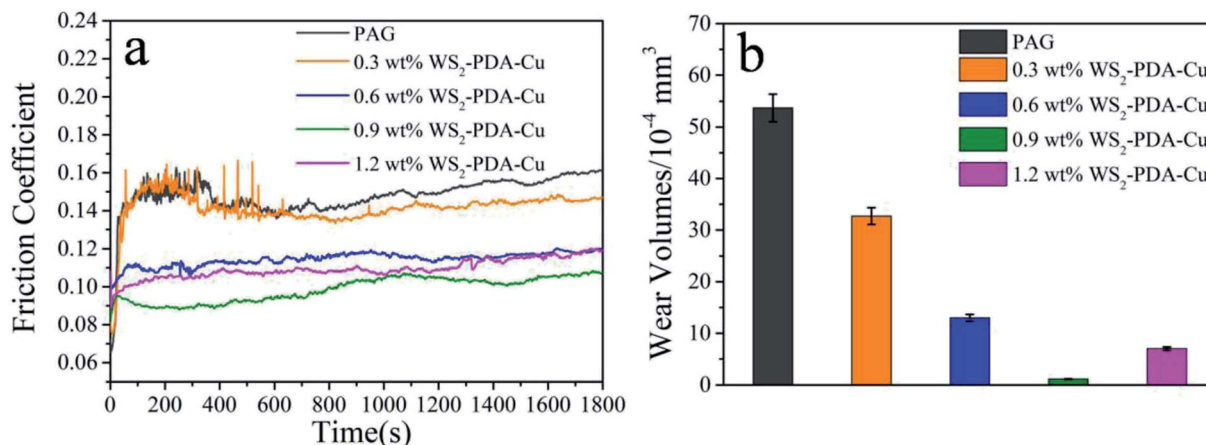 a
0.24
0.22
0.20
0.18
0.16
0.14
0.12
0.10
0.08
0.06
Friction Coefficient
PAG
0.3 wt% WS₂-PDA-Cu
0.6 wt% WS₂-PDA-Cu
0.9 wt% WS₂-PDA-Cu
1.2 wt% WS₂-PDA-Cu
0 200 400 600 800 1000 1200 1400 1600 1800
Time(s)
b
70
60
50
40
30
20
10
0
Wear Volumes/10⁻⁴ mm³
PAG
0.3 wt% WS₂-PDA-Cu
0.6 wt% WS₂-PDA-Cu
0.9 wt% WS₂-PDA-Cu
1.2 wt% WS₂-PDA-Cu